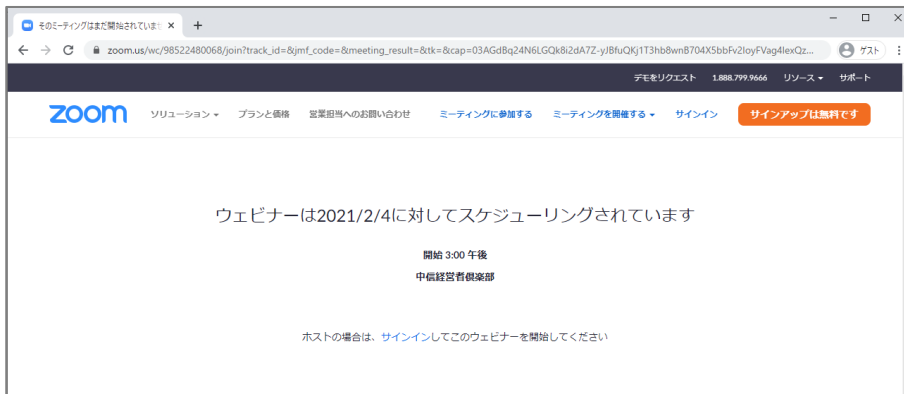 そのミーティングはまだ開始されていませ
zoom.us/wc/98522480068/join?track_id=&jmf_code=&meeting_result=&tk=&cap=03AGdBq24N6LGQk8i2dA7Z-yJBfuQKj1T3hb8wnB704X5bbFv2IoyFVag4lexQz...
ゲスト
デモをリクエスト 1.888.799.9666 リソース サポート
zoom ソリューション プランと価格 営業担当へのお問い合わせ ミーティングに参加する ミーティングを開催する サインイン サインアップは無料です
ウェビナーは2021/2/4に対してスケジューリングされています
開始 3:00 午後
中信経営者倶楽部
ホストの場合は、サインインしてこのウェビナーを開始してください